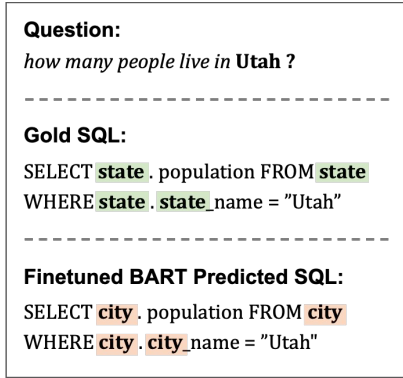 Question:
how many people live in Utah ?
Gold SQL:
SELECT state . population FROM state
WHERE state . state_name = ”Utah”
Finetuned BART Predicted SQL:
SELECT city . population FROM city
WHERE city . city_name = ”Utah"